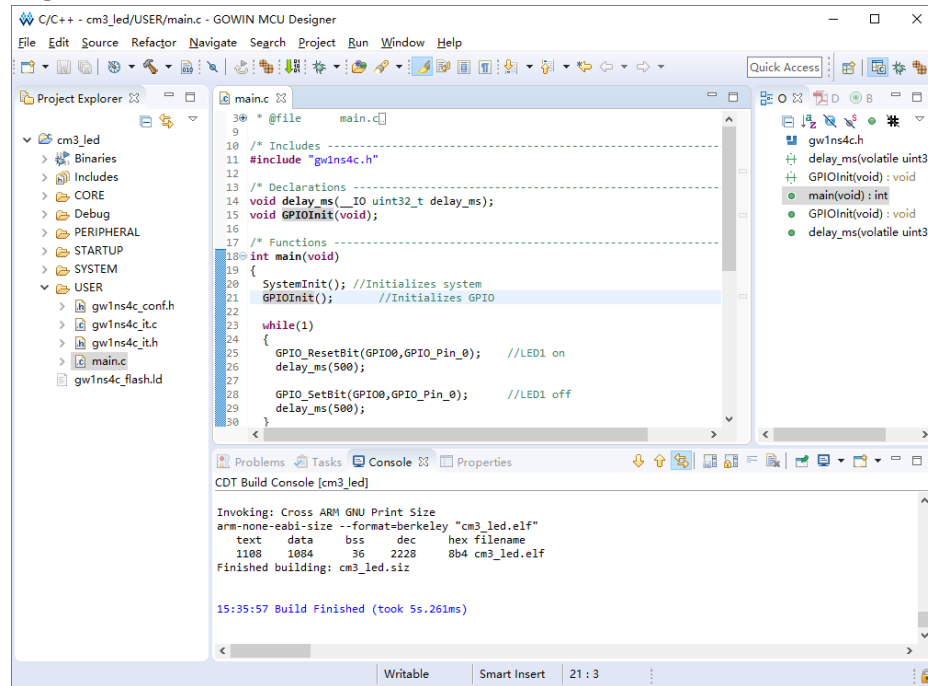 C/C++ - cm3_led/USER/main.c - GOWIN MCU Designer
File Edit Source Refactor Navigate Search Project Run Window Help
Quick Access
Project Explorer
cm3_led
Binaries
Includes
CORE
Debug
PERIPHERAL
STARTUP
SYSTEM
USER
gw1ns4c_conf.h
gw1ns4c_it.c
gw1ns4c_it.h
main.c
gw1ns4c_flash.ld
main.c
3 * @file main.c
9
10 /* Includes ------------------------------------------------
11 #include "gw1ns4c.h"
12
13 /* Declarations --------------------------------------------
14 void delay_ms(__IO uint32_t delay_ms);
15 void GPIOInit(void);
16
17 /* Functions -----------------------------------------------
18 int main(void)
19 {
20 SystemInit(); //Initializes system
21 GPIOInit(); //Initializes GPIO
22
23 while(1)
24 {
25 GPIO_ResetBit(GPIO0,GPIO_Pin_0); //LED1 on
26 delay_ms(500);
27
28 GPIO_SetBit(GPIO0,GPIO_Pin_0); //LED1 off
29 delay_ms(500);
30 }
O D B
gw1ns4c.h
delay_ms(volatile uint3
GPIOInit(void) : void
main(void) : int
GPIOInit(void) : void
delay_ms(volatile uint3
Problems Tasks Console Properties
CDT Build Console [cm3_led]
Invoking: Cross ARM GNU Print Size
arm-none-eabi-size --format=berkeley "cm3_led.elf"
text data bss dec hex filename
1108 1084 36 2228 8b4 cm3_led.elf
Finished building: cm3_led.siz
15:35:57 Build Finished (took 5s.261ms)
Writable Smart Insert 21 : 3